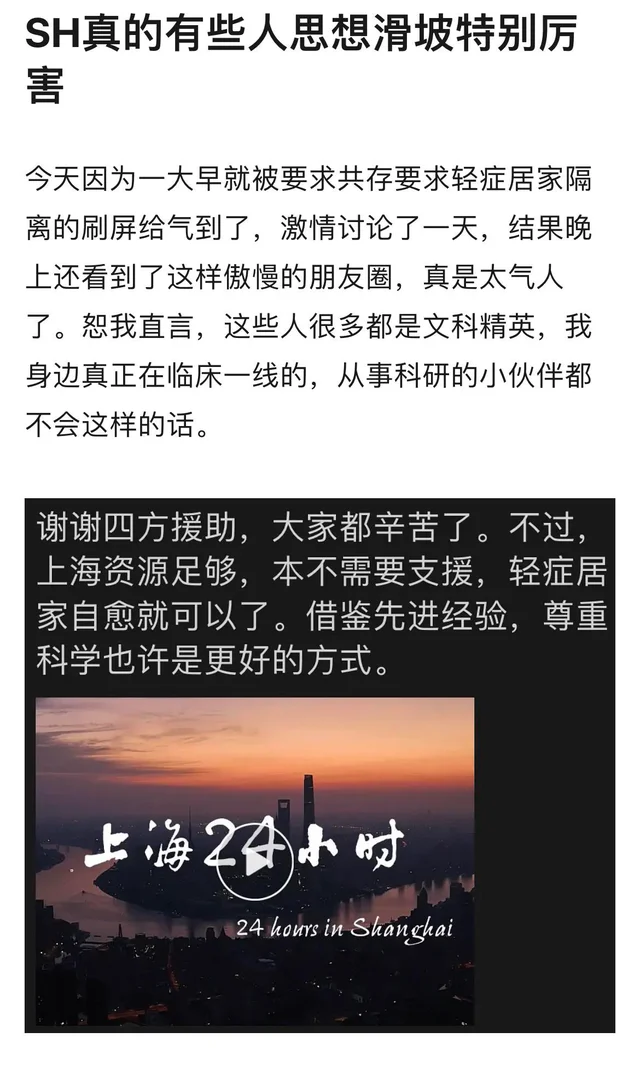 SH真的有些人思想滑坡特别厉
害
今天因为一大早就被要求共存要求轻症居家隔
离的刷屏给气到了，激情讨论了一天，结果晚
上还看到了这样傲慢的朋友圈，真是太气人
了。恕我直言，这些人很多都是文科精英，我
身边真正在临床一线的，从事科研的小伙伴都
不会这样的话。
谢谢四方援助，大家都辛苦了。不过，
上海资源足够，本不需要支援，轻症居
家自愈就可以了。借鉴先进经验，尊重
科学也许是更好的方式。
上海24小时
24 hours in Shanghai